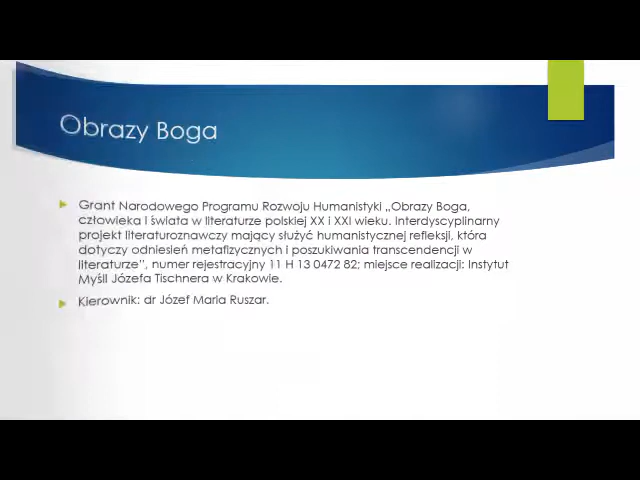 Obrazy Boga
Grant Narodowego Programu Rozwoju Humanistyki „Obrazy Boga,
człowieka i świata w literaturze polskiej XX i XXI wieku. Interdyscyplinarny
projekt literaturoznawczy mający służyć humanistycznej refleksji, która
dotyczy odniesień metafizycznych i poszukiwania transcendencji w
literaturze”, numer rejestracyjny 11 H 13 0472 82; miejsce realizacji: Instytut
Myśli Józefa Tischnera w Krakowie.
Kierownik: dr Józef Maria Ruszar.